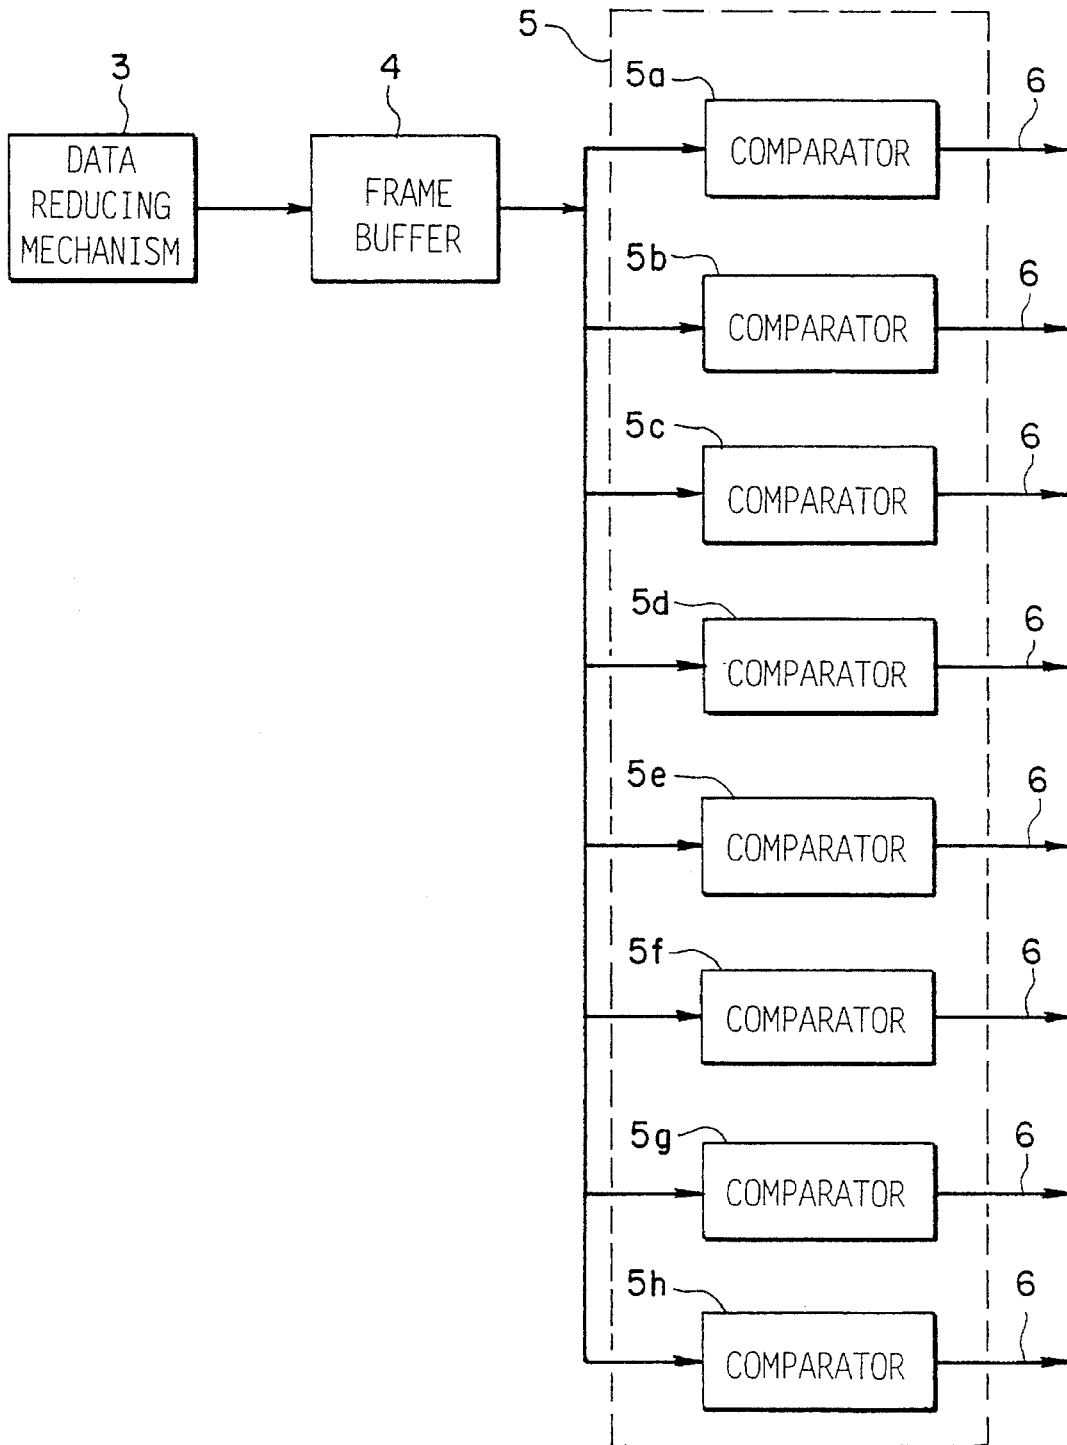 5
3
4
5a
6
DATA
REDUCING
MECHANISM
FRAME
BUFFER
COMPARATOR
5b
6
COMPARATOR
5c
6
COMPARATOR
5d
6
COMPARATOR
5e
6
COMPARATOR
5f
6
COMPARATOR
5g
6
COMPARATOR
5h
6
COMPARATOR